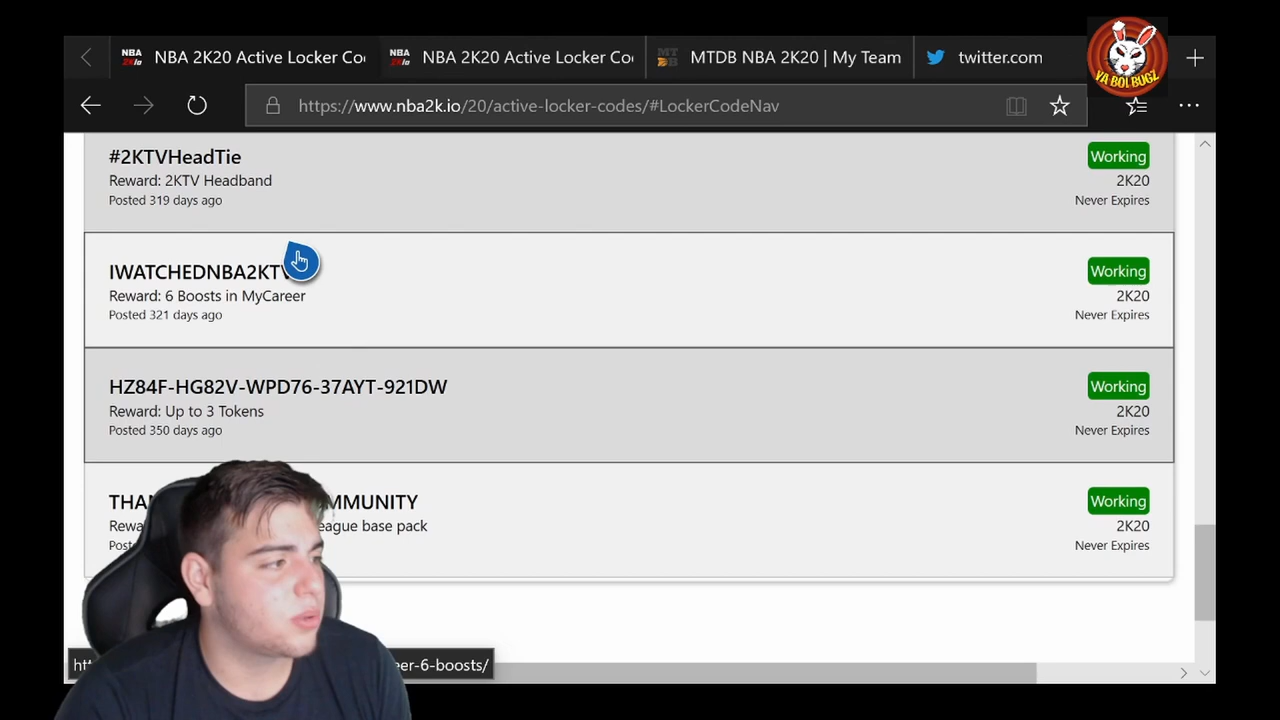 NBA 2K20 Active Locker Co
NBA 2K20 Active Locker Co
MTDB NBA 2K20 | My Team
twitter.com
YA BOI BUGZ
https://www.nba2k.io/20/active-locker-codes/#LockerCodeNav
#2KTVHeadTie
Working
Reward: 2KTV Headband
2K20
Posted 319 days ago
Never Expires
IWATCHEDNBA2KTV
Working
Reward: 6 Boosts in MyCareer
2K20
Posted 321 days ago
Never Expires
HZ84F-HG82V-WPD76-37AYT-921DW
Working
Reward: Up to 3 Tokens
2K20
Posted 350 days ago
Never Expires
THA MMUNITY
Working
Rewa eague base pack
2K20
Post
Never Expires
ht er-6-boosts/